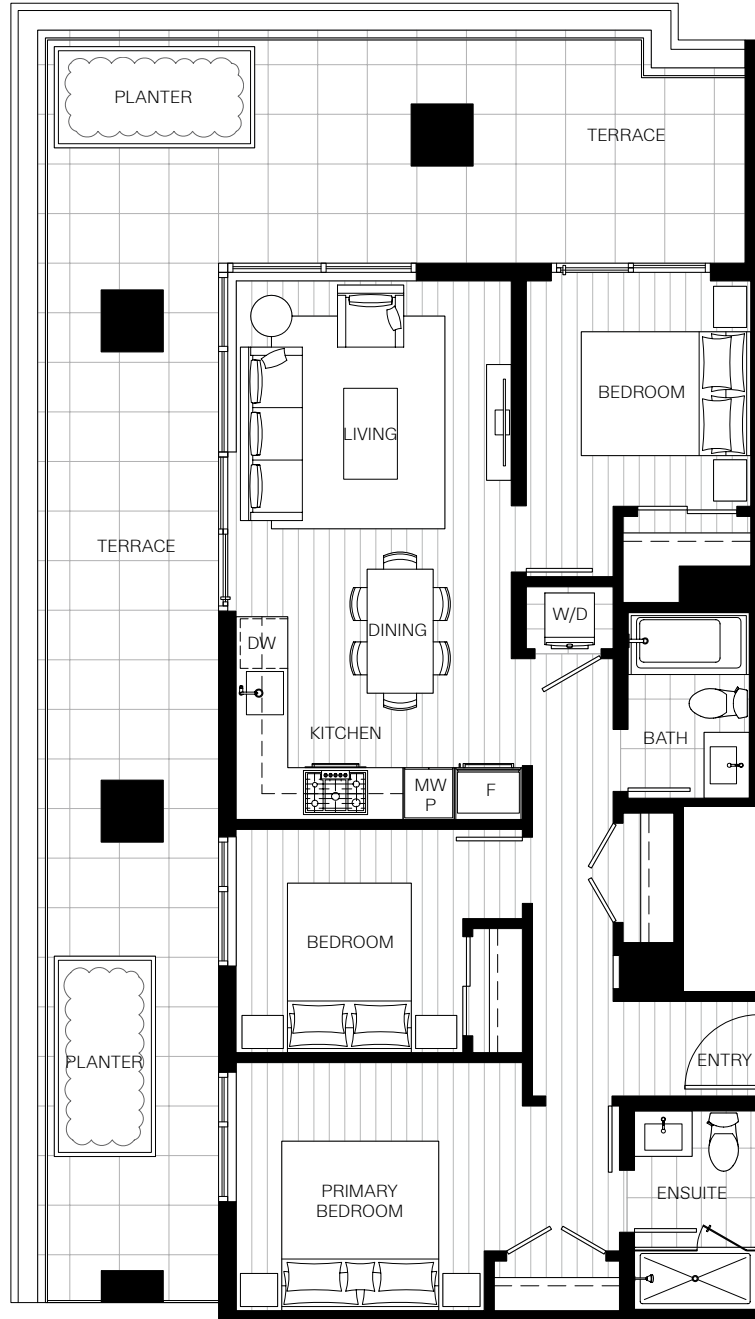 PLANTER
TERRACE
BEDROOM
LIVING
TERRACE
W/D
DINING
DW
KITCHEN
BATH
MW
P
F
BEDROOM
PLANTER
ENTRY
PRIMARY
BEDROOM
ENSUITE